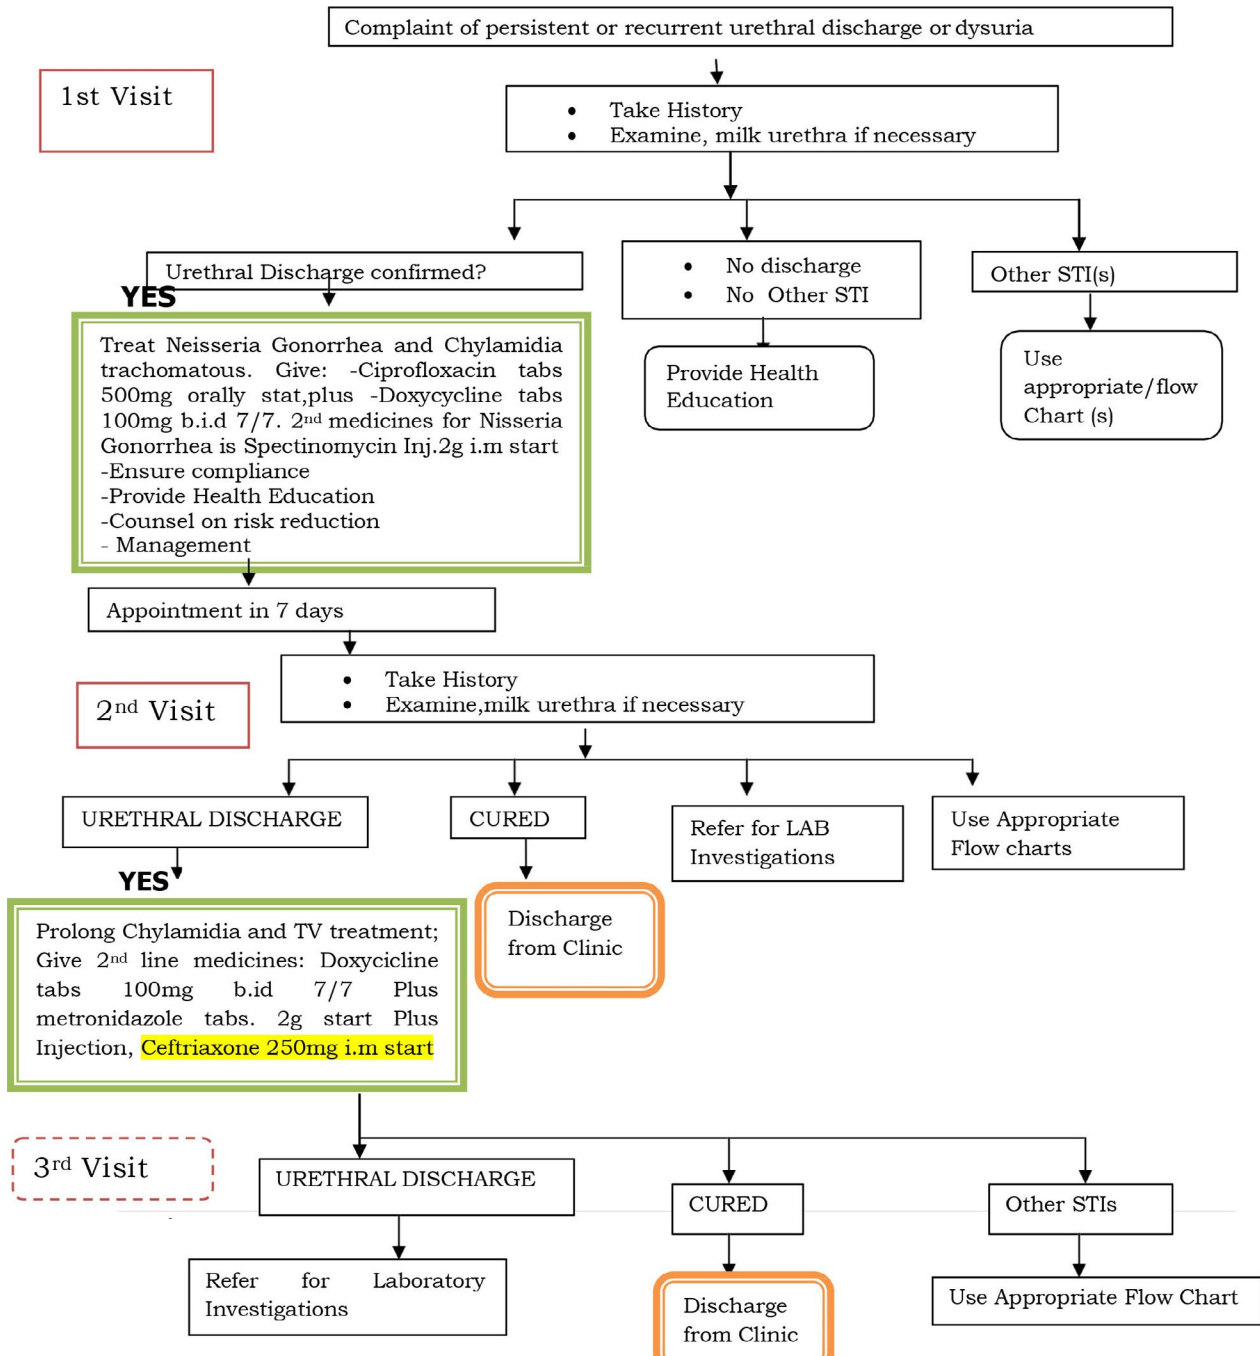 Complaint of persistent or recurrent urethral discharge or dysuria
1st Visit
• Take History
• Examine, milk urethra if necessary
Urethral Discharge confirmed?
• No discharge
• No Other STI
Other STI(s)
YES
Treat Neisseria Gonorrhea and Chylamidia
trachomatous. Give: -Ciprofloxacin tabs
500mg orally stat,plus -Doxycycline tabs
100mg b.i.d 7/7. 2nd medicines for Nisseria
Gonorrhea is Spectinomycin Inj.2g i.m start
-Ensure compliance
-Provide Health Education
-Counsel on risk reduction
- Management
Provide Health
Education
Use
appropriate/flow
Chart (s)
Appointment in 7 days
2nd Visit
• Take History
• Examine,milk urethra if necessary
URETHRAL DISCHARGE
CURED
Refer for LAB
Investigations
Use Appropriate
Flow charts
YES
Prolong Chylamidia and TV treatment;
Give 2nd line medicines: Doxycicline
tabs 100mg b.id 7/7 Plus
metronidazole tabs. 2g start Plus
Injection, Ceftriaxone 250mg i.m start
Discharge
from Clinic
3rd Visit
URETHRAL DISCHARGE
CURED
Other STIs
Refer for Laboratory
Investigations
Discharge
from Clinic
Use Appropriate Flow Chart